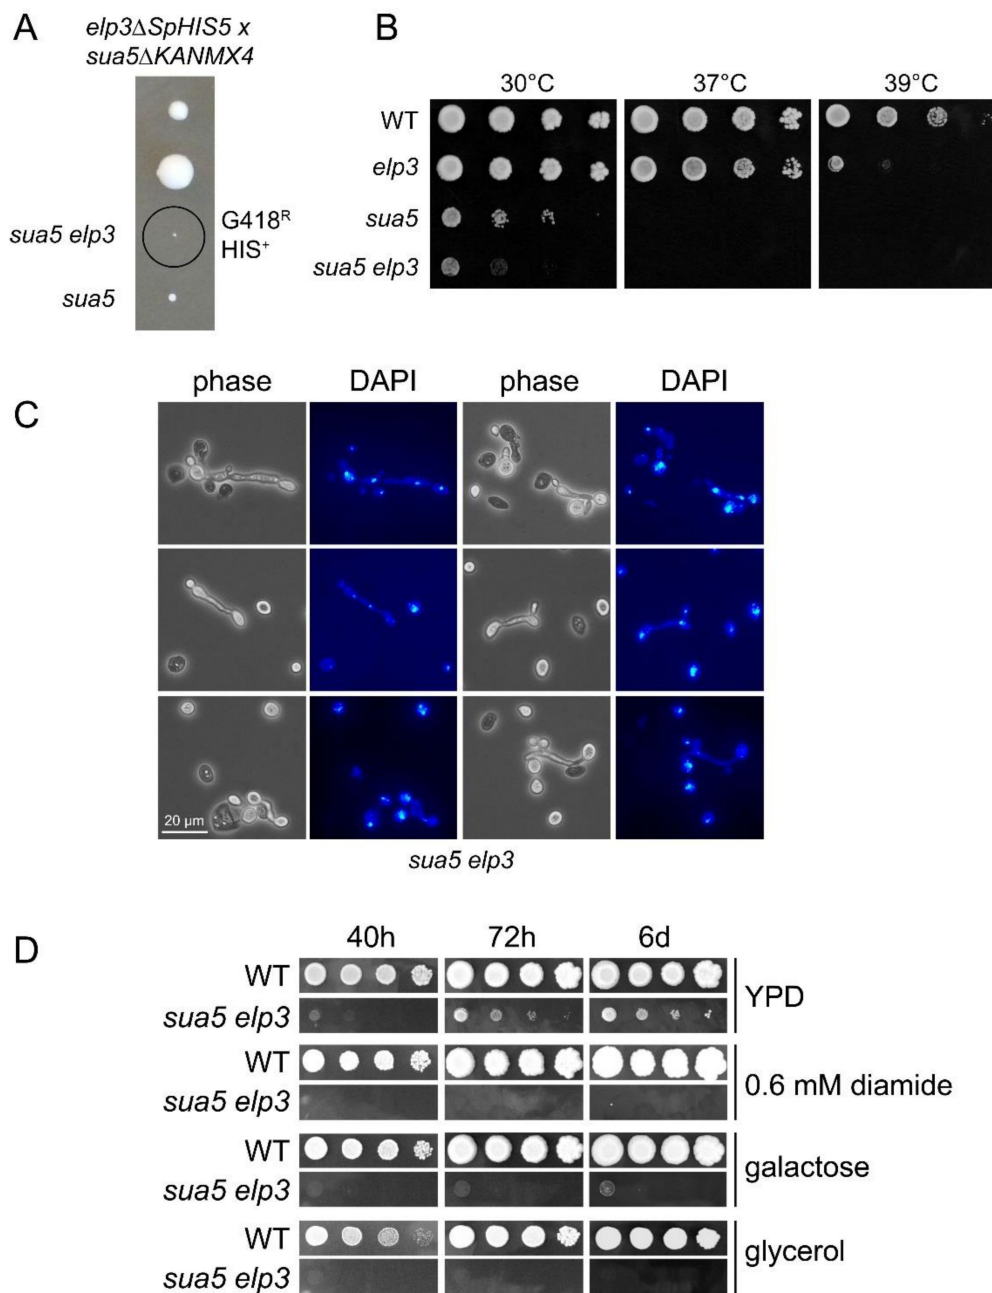 A
elp3ΔSpHIS5 x
sua5ΔKANMX4
sua5 elp3
G418ᴿ
HIS⁺
sua5
B
30°C 37°C 39°C
WT
elp3
sua5
sua5 elp3
C
phase DAPI phase DAPI
20 µm
sua5 elp3
D
40h 72h 6d
WT
sua5 elp3
YPD
WT
sua5 elp3
0.6 mM diamide
WT
sua5 elp3
galactose
WT
sua5 elp3
glycerol